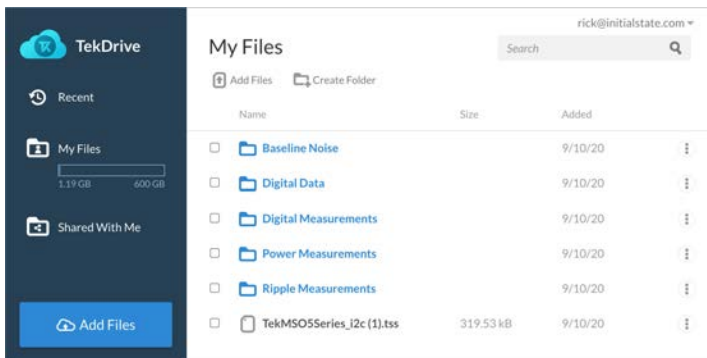 rick@initialstate.com
TK TekDrive
My Files
Search
Add Files Create Folder
Recent
Name Size Added
My Files
1.19 GB 600 GB
Baseline Noise 9/10/20
Digital Data 9/10/20
Shared With Me
Digital Measurements 9/10/20
Power Measurements 9/10/20
Ripple Measurements 9/10/20
Add Files
TekMSO5Series_i2c (1).tss 319.53 kB 9/10/20